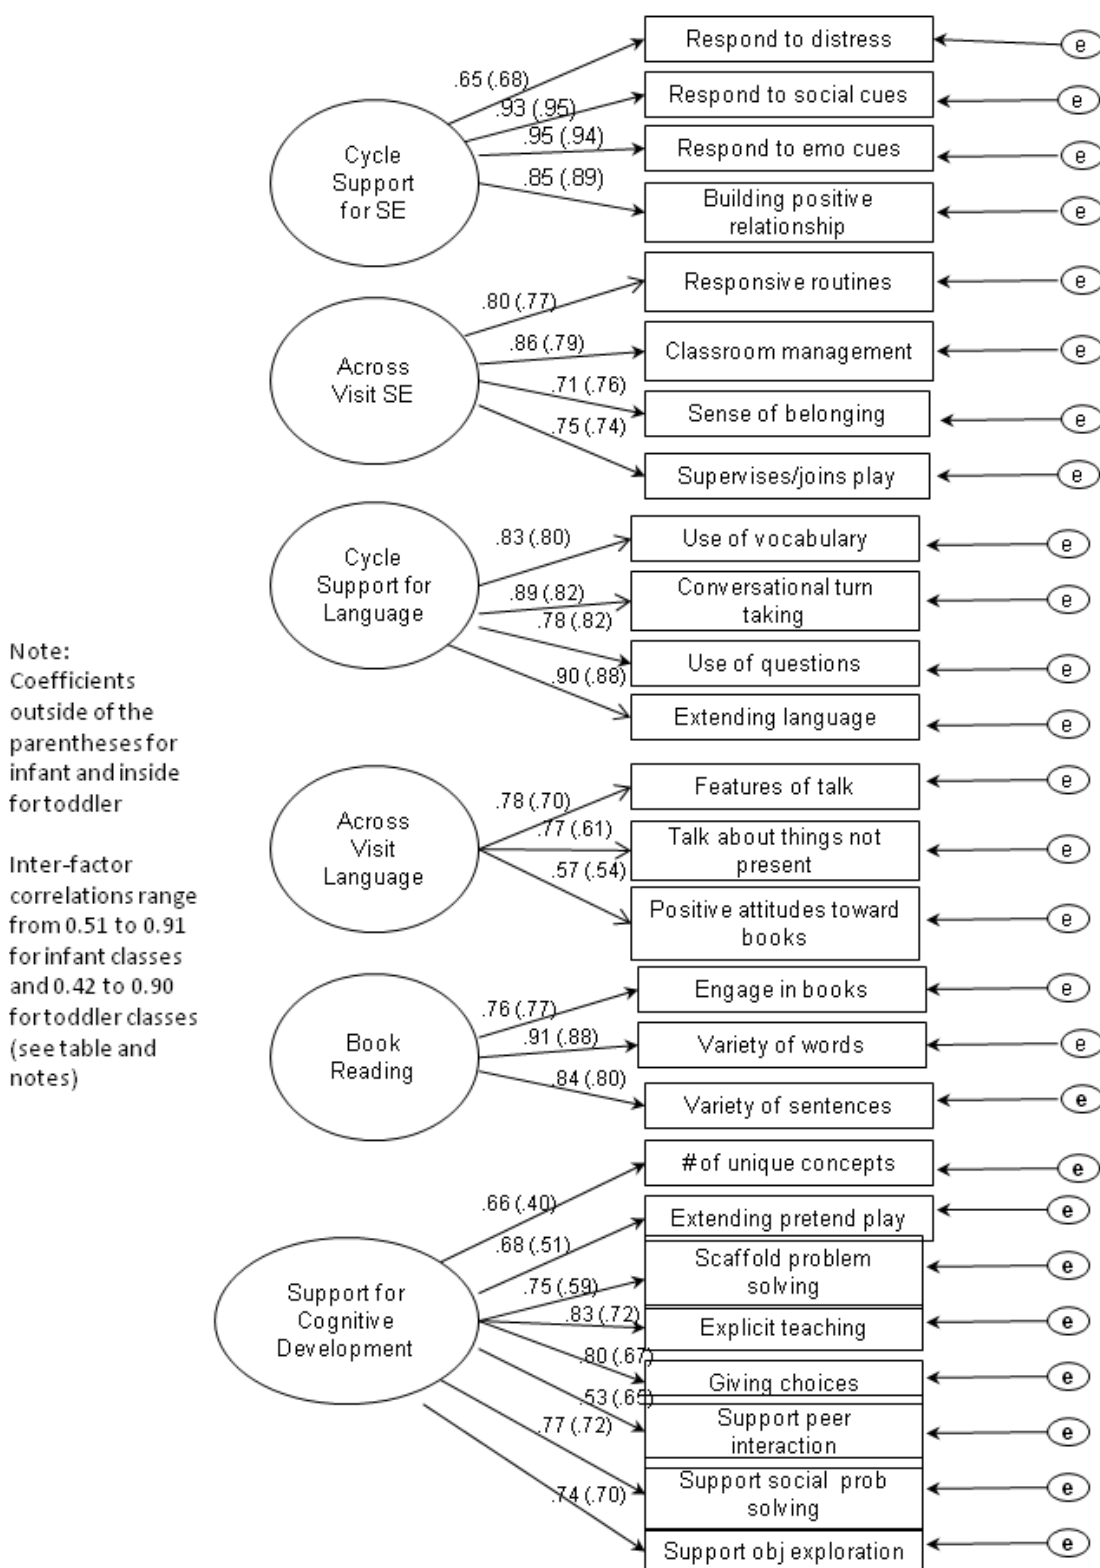 Cycle
Support
for SE
.65 (.68)
.93 (.95)
.95 (.94)
.85 (.89)
Respond to distress
e
Respond to social cues
e
Respond to emo cues
e
Building positive
relationship
e
Across
Visit SE
.80 (.77)
.86 (.79)
.71 (.76)
.75 (.74)
Responsive routines
e
Classroom management
e
Sense of belonging
e
Supervises/joins play
e
Cycle
Support for
Language
.83 (.80)
.89 (.82)
.78 (.82)
.90 (.88)
Use of vocabulary
e
Conversational turn
taking
e
Use of questions
e
Extending language
e
Note:
Coefficients
outside of the
parentheses for
infant and inside
for toddler
Inter-factor
correlations range
from 0.51 to 0.91
for infant classes
and 0.42 to 0.90
for toddler classes
(see table and
notes)
Across
Visit
Language
.78 (.70)
.77 (.61)
.57 (.54)
Features of talk
e
Talk about things not
present
e
Positive attitudes toward
books
e
Book
Reading
.76 (.77)
.91 (.88)
.84 (.80)
Engage in books
e
Variety of words
e
Variety of sentences
e
Support for
Cognitive
Development
.66 (.40)
.68 (.51)
.75 (.59)
.83 (.72)
.80 (.67)
.53 (.65)
.77 (.72)
.74 (.70)
# of unique concepts
e
Extending pretend play
e
Scaffold problem
solving
e
Explicit teaching
e
Giving choices
e
Support peer
interaction
e
Support social prob
solving
e
Support obj exploration
e